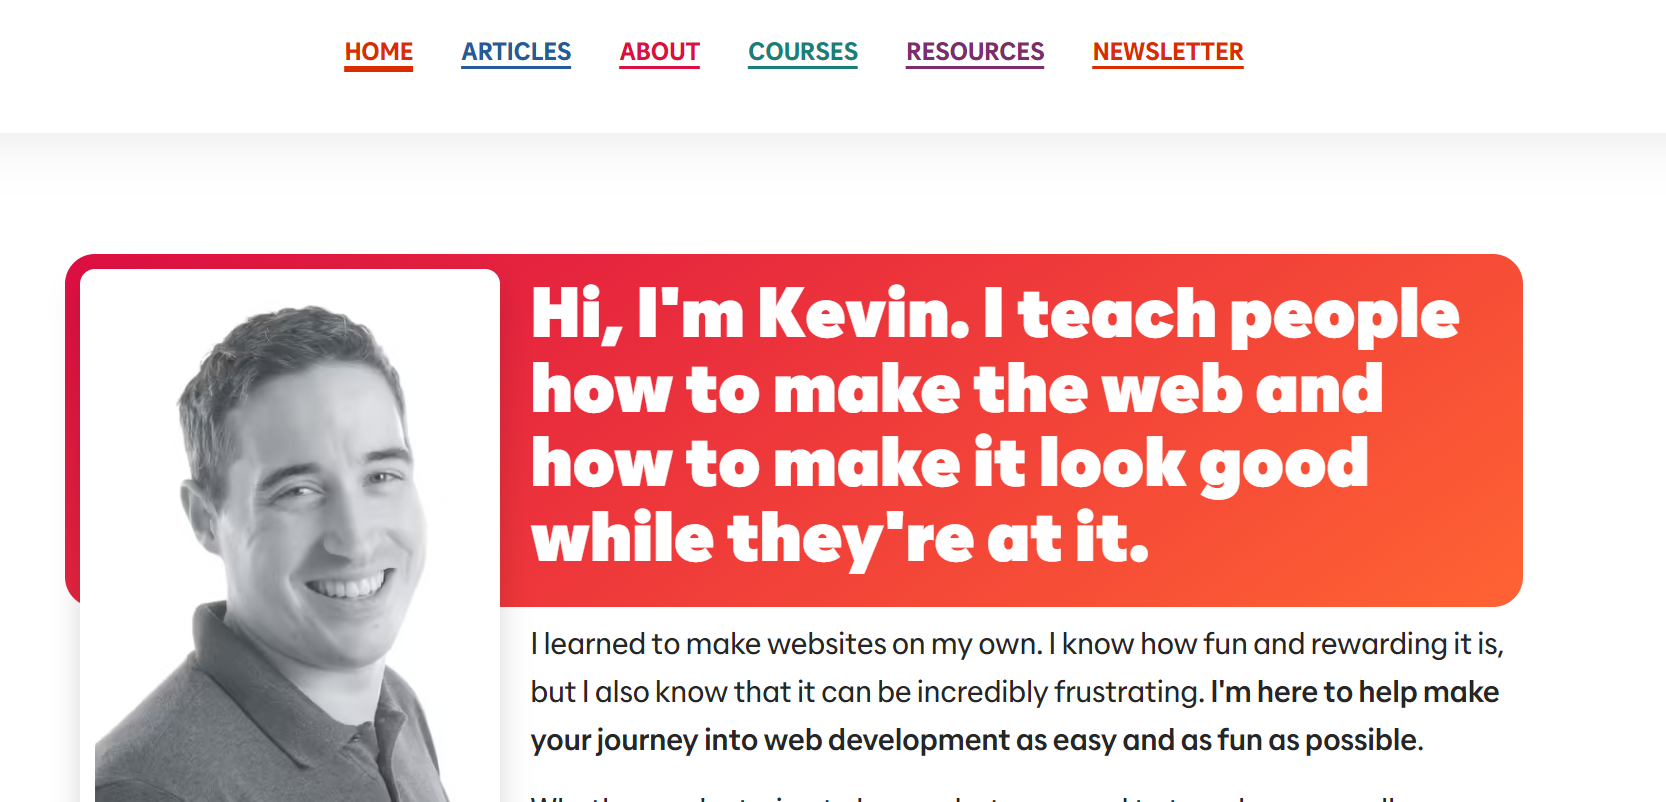 HOME ARTICLES ABOUT COURSES RESOURCES NEWSLETTER
Hi, I'm Kevin. I teach people
how to make the web and
how to make it look good
while they're at it.
I learned to make websites on my own. I know how fun and rewarding it is,
but I also know that it can be incredibly frustrating. I'm here to help make
your journey into web development as easy and as fun as possible.